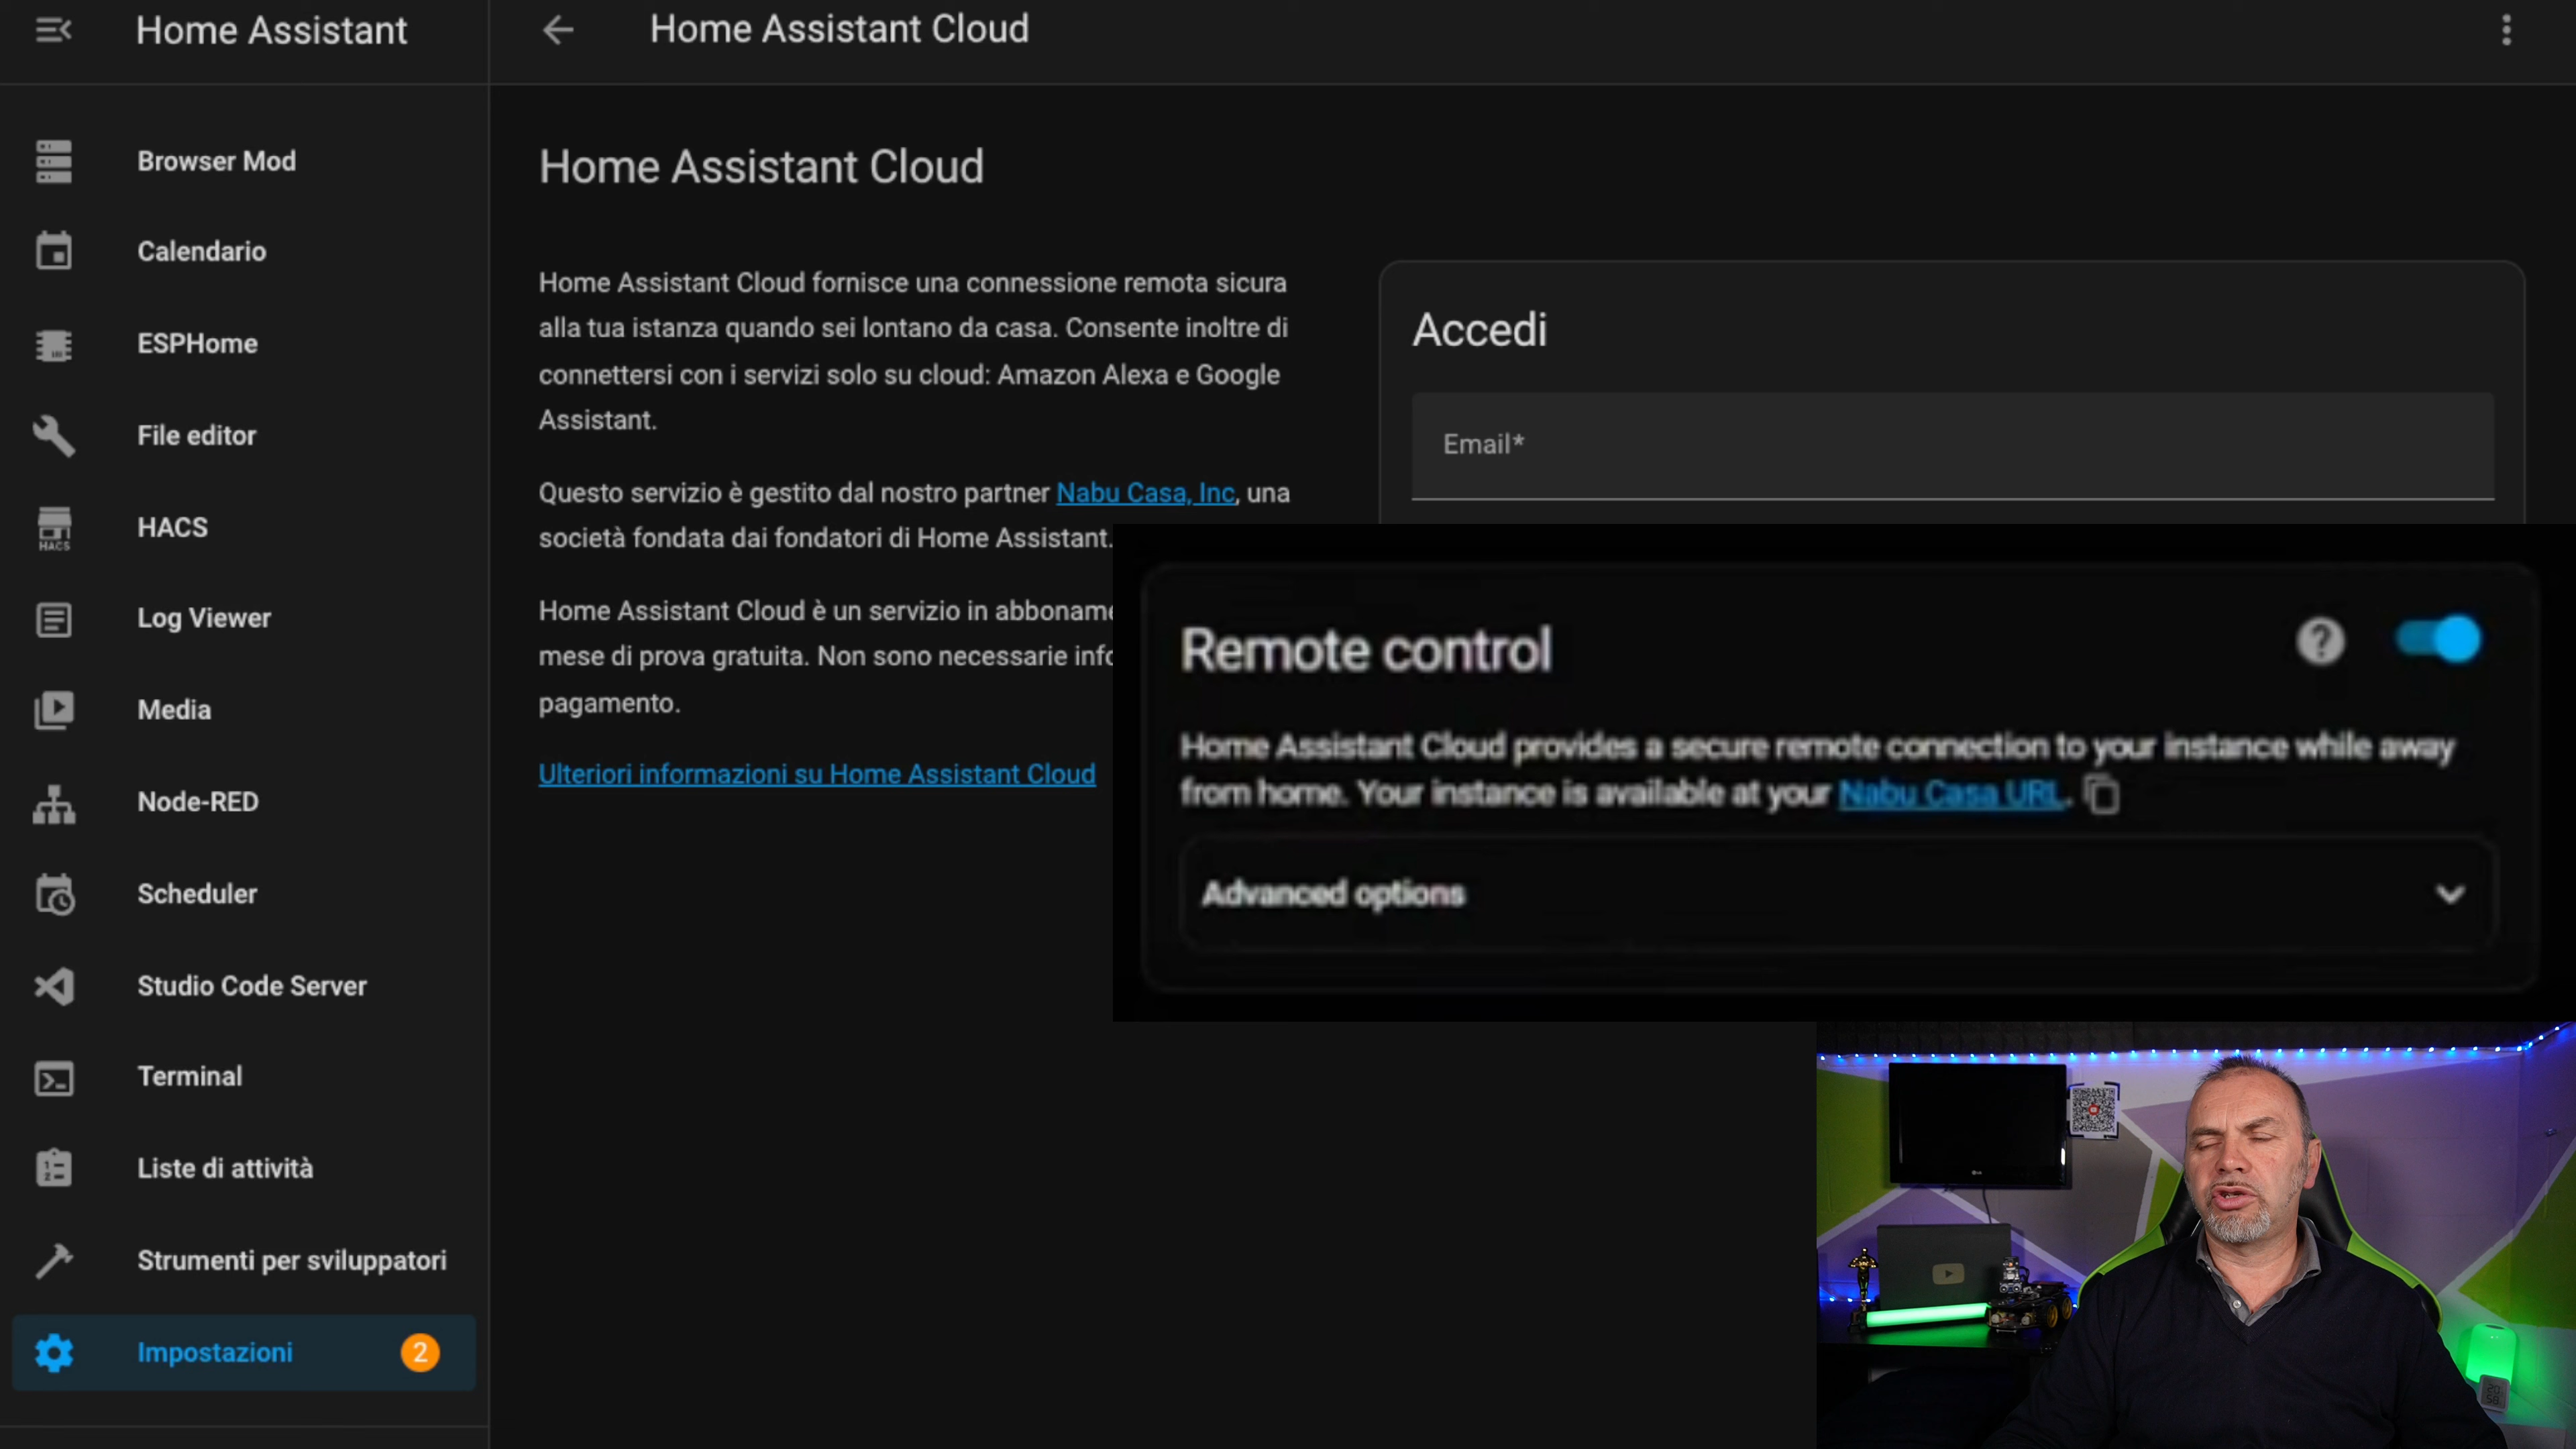 Home Assistant
Browser Mod
Calendario
ESPHome
File editor
HACS
HACS
Log Viewer
Media
Node-RED
Scheduler
Studio Code Server
Terminal
Liste di attività
Strumenti per sviluppatori
Impostazioni 2
Home Assistant Cloud
Home Assistant Cloud
Home Assistant Cloud fornisce una connessione remota sicura
alla tua istanza quando sei lontano da casa. Consente inoltre di
connettersi con i servizi solo su cloud: Amazon Alexa e Google
Assistant.
Questo servizio è gestito dal nostro partner Nabu Casa, Inc, una
società fondata dai fondatori di Home Assistant.
Home Assistant Cloud è un servizio in abboname
mese di prova gratuita. Non sono necessarie info
pagamento.
Ulteriori informazioni su Home Assistant Cloud
Accedi
Email*
Remote control
Home Assistant Cloud provides a secure remote connection to your instance while away
from home. Your instance is available at your Nabu Casa URL.
Advanced options